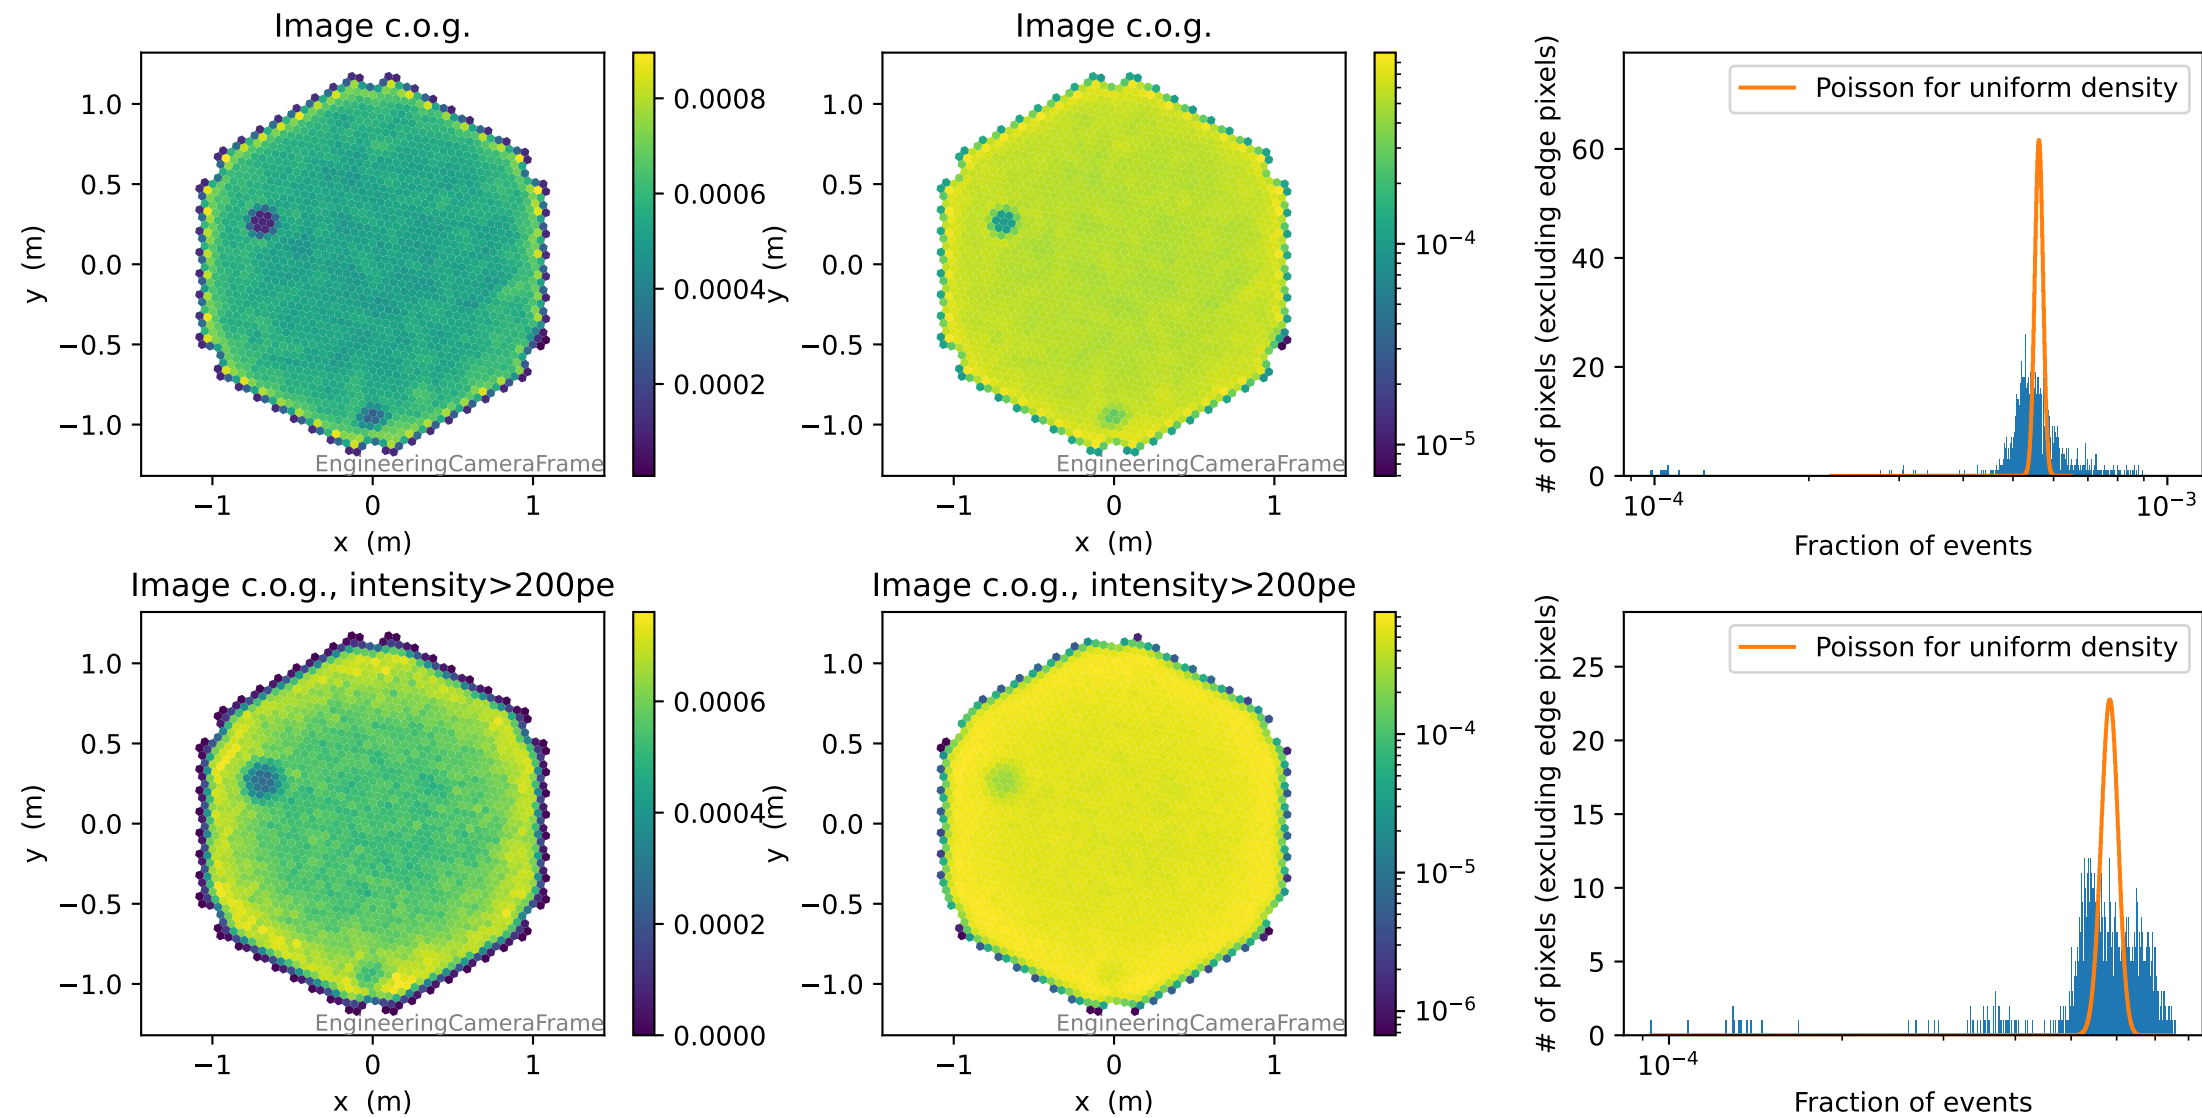 Image c.o.g.
1.0
0.5
0.0
−0.5
−1.0
y (m)
−1
0
1
x (m)
EngineeringCameraFrame
0.0008
0.0006
0.0004
0.0002
Image c.o.g.
1.0
0.5
0.0
−0.5
−1.0
y (m)
−1
0
1
x (m)
EngineeringCameraFrame
10⁻⁴
10⁻⁵
Poisson for uniform density
# of pixels (excluding edge pixels)
60
40
20
0
10⁻⁴
10⁻³
Fraction of events
Image c.o.g., intensity>200pe
1.0
0.5
0.0
−0.5
−1.0
y (m)
−1
0
1
x (m)
EngineeringCameraFrame
0.0006
0.0004
0.0002
0.0000
Image c.o.g., intensity>200pe
1.0
0.5
0.0
−0.5
−1.0
y (m)
−1
0
1
x (m)
EngineeringCameraFrame
10⁻⁴
10⁻⁵
10⁻⁶
Poisson for uniform density
# of pixels (excluding edge pixels)
25
20
15
10
5
0
10⁻⁴
Fraction of events